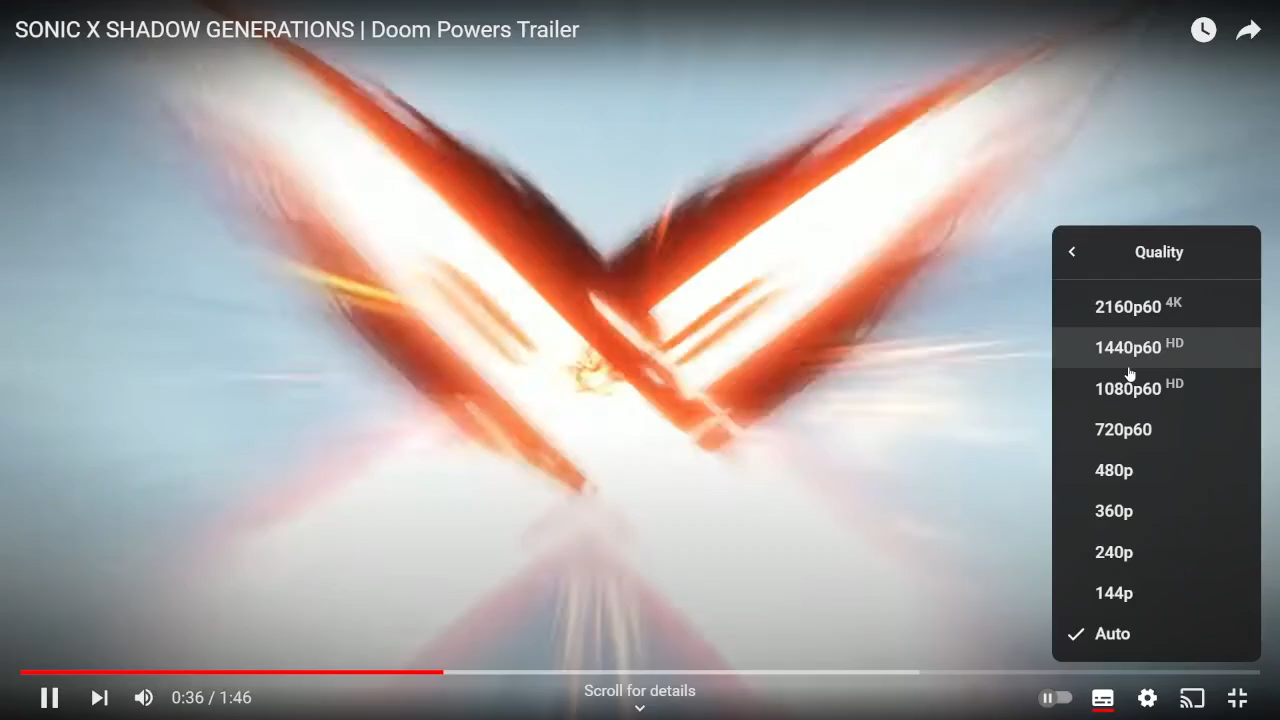 SONIC X SHADOW GENERATIONS | Doom Powers Trailer
Quality
2160p60 4K
1440p60 HD
1080p60 HD
720p60
480p
360p
240p
144p
Auto
Scroll for details
0:36 / 1:46